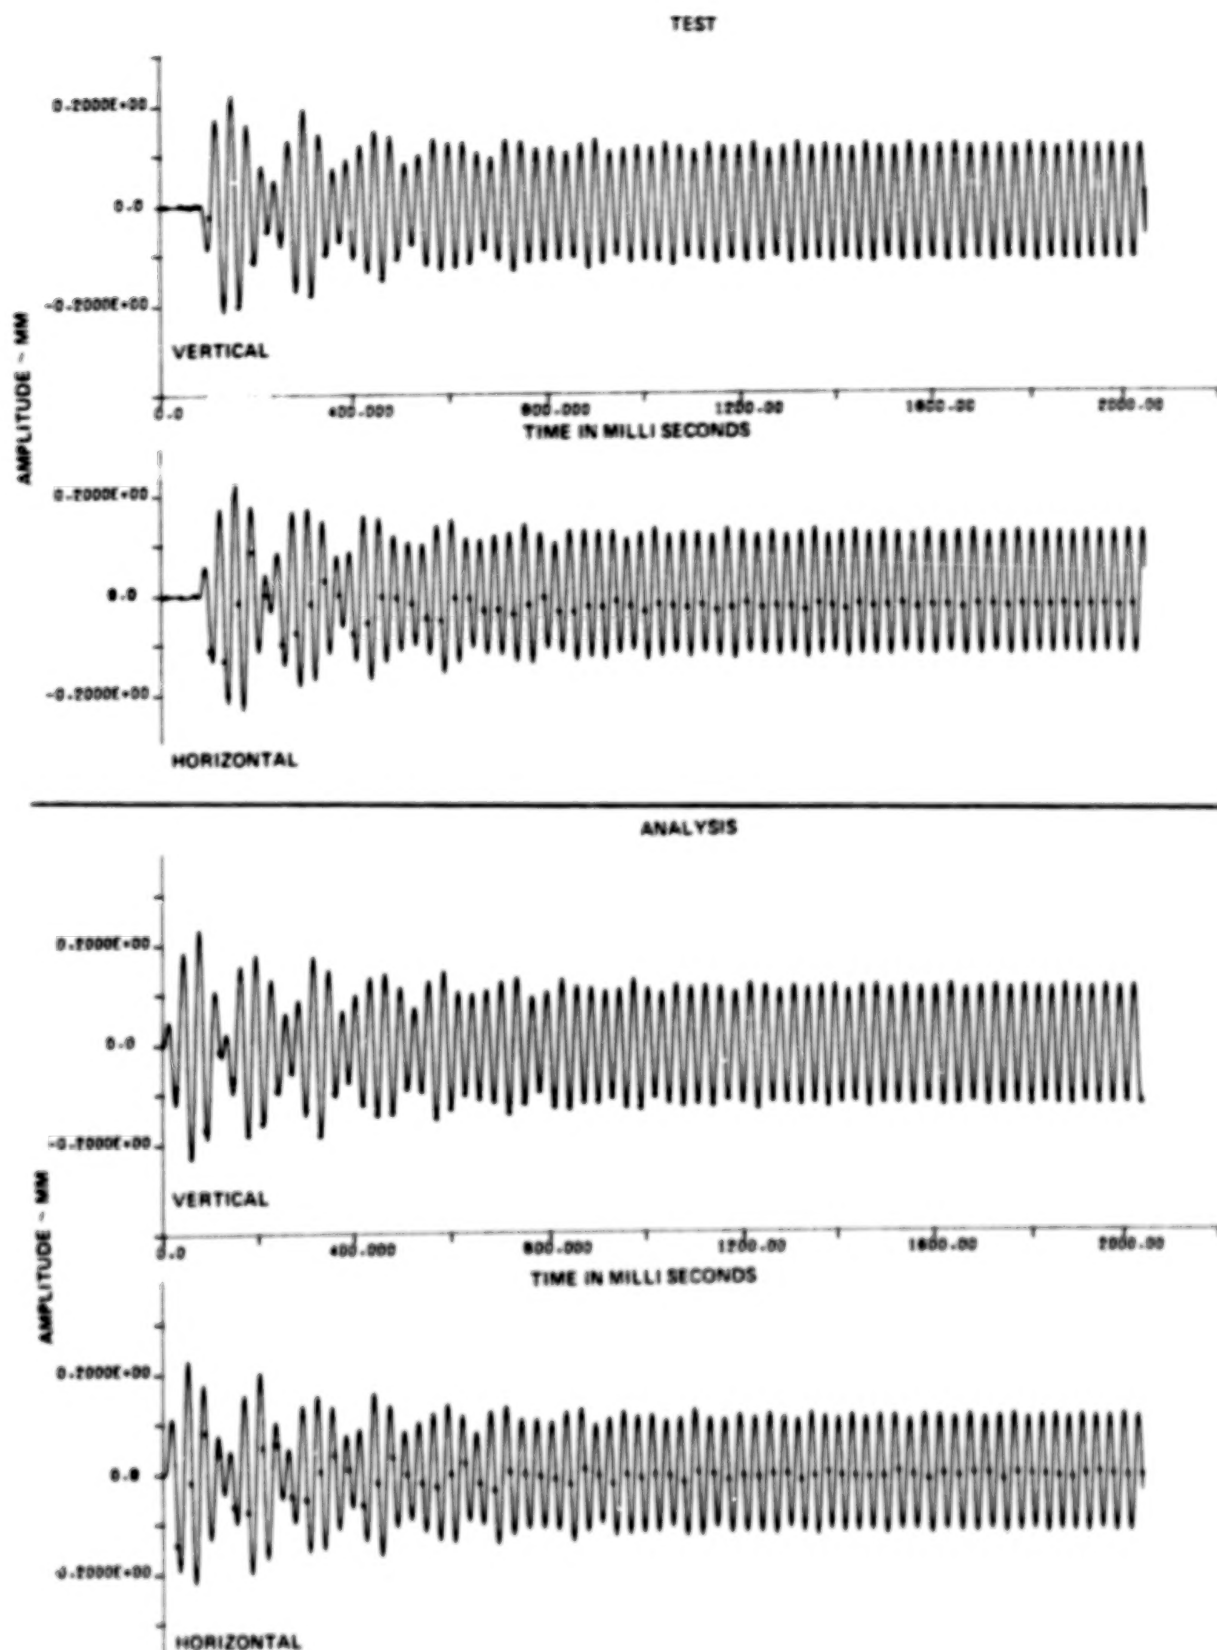 TEST
0.2000E+00
0.0
-0.2000E+00
VERTICAL
AMPLITUDE ~ MM
0.0 400.000 800.000 1200.00 1600.00 2000.00
TIME IN MILLI SECONDS
0.2000E+00
0.0
-0.2000E+00
HORIZONTAL
ANALYSIS
0.2000E+00
0.0
-0.2000E+00
VERTICAL
AMPLITUDE ~ MM
0.0 400.000 800.000 1200.00 1600.00 2000.00
TIME IN MILLI SECONDS
0.2000E+00
0.0
-0.2000E+00
HORIZONTAL